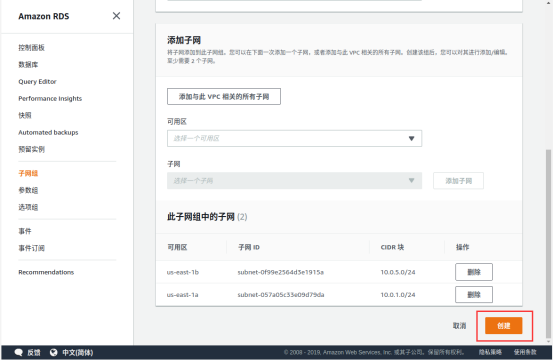 Amazon RDS
控制面板
数据库
Query Editor
Performance Insights
快照
Automated backups
预留实例
子网组
参数组
选项组
事件
事件订阅
Recommendations
添加子网
将子网添加到此子网组。您可以在下面一次添加一个子网，或者添加与此 VPC 相关的所有子网。创建该组后，您可以对其进行添加/编辑。
至少需要 2 个子网。
添加与此 VPC 相关的所有子网
可用区
选择一个可用区
子网
选择一个子网
添加子网
此子网组中的子网 (2)
可用区 子网 ID CIDR 块 操作
us-east-1b subnet-0f99e2564d3e1915a 10.0.5.0/24 删除
us-east-1a subnet-057a05c33e09d79da 10.0.1.0/24 删除
取消 创建
反馈 中文(简体) © 2008 - 2019, Amazon Web Services, Inc. 或其子公司。保留所有权利。 隐私策略 使用条款